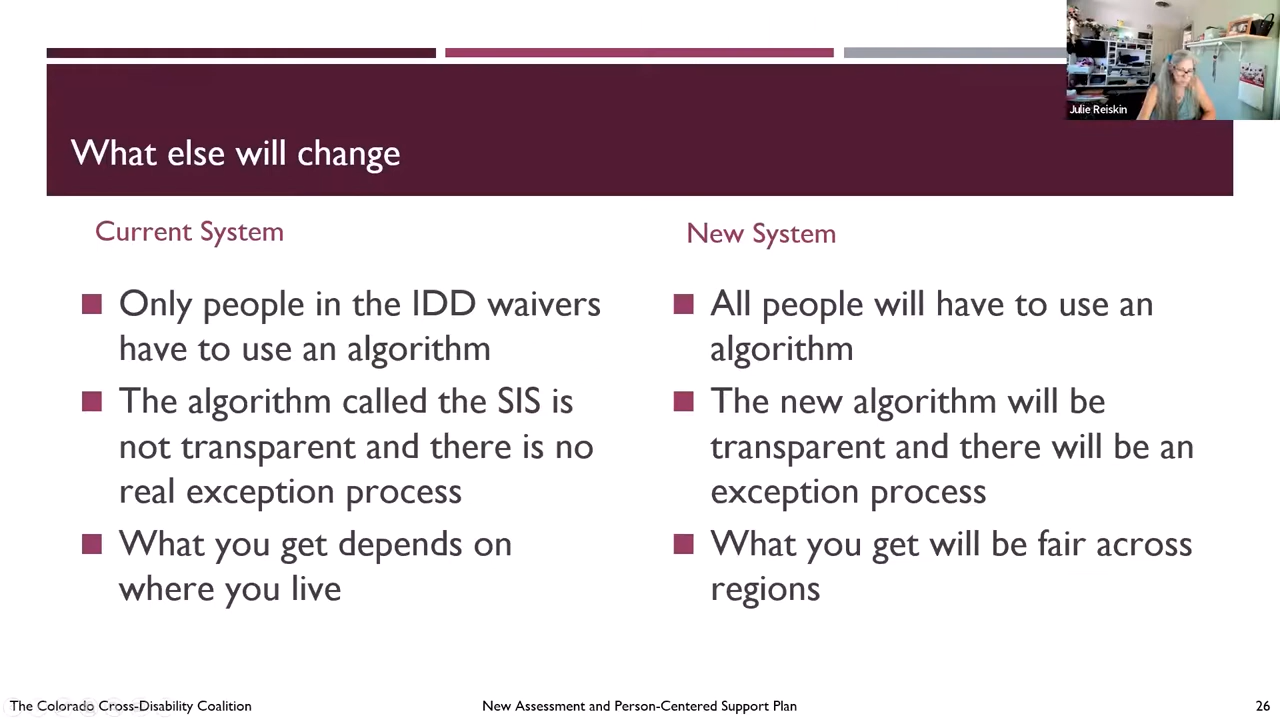 Julie Reiskin
What else will change
Current System
Only people in the IDD waivers
have to use an algorithm
The algorithm called the SIS is
not transparent and there is no
real exception process
What you get depends on
where you live
New System
All people will have to use an
algorithm
The new algorithm will be
transparent and there will be an
exception process
What you get will be fair across
regions
The Colorado Cross-Disability Coalition
New Assessment and Person-Centered Support Plan
26